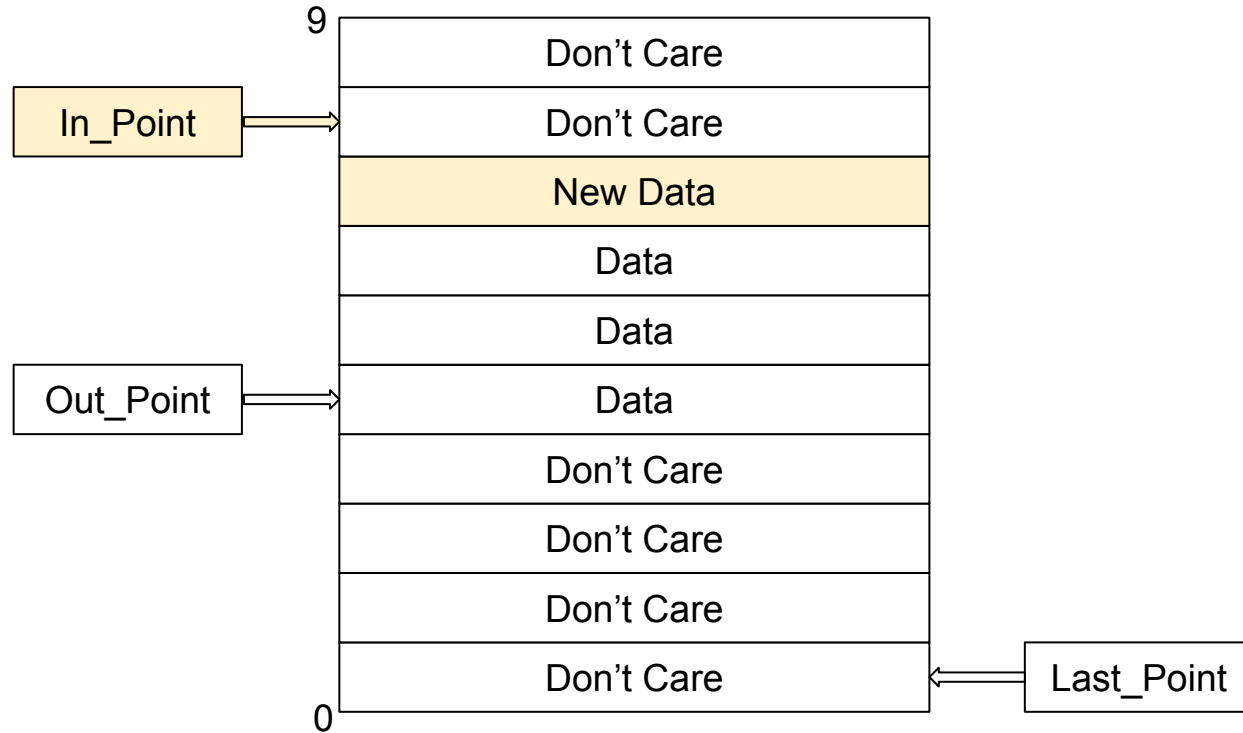 9
Don’t Care
In_Point
Don’t Care
New Data
Data
Data
Out_Point
Data
Don’t Care
Don’t Care
Don’t Care
Don’t Care
Last_Point
0